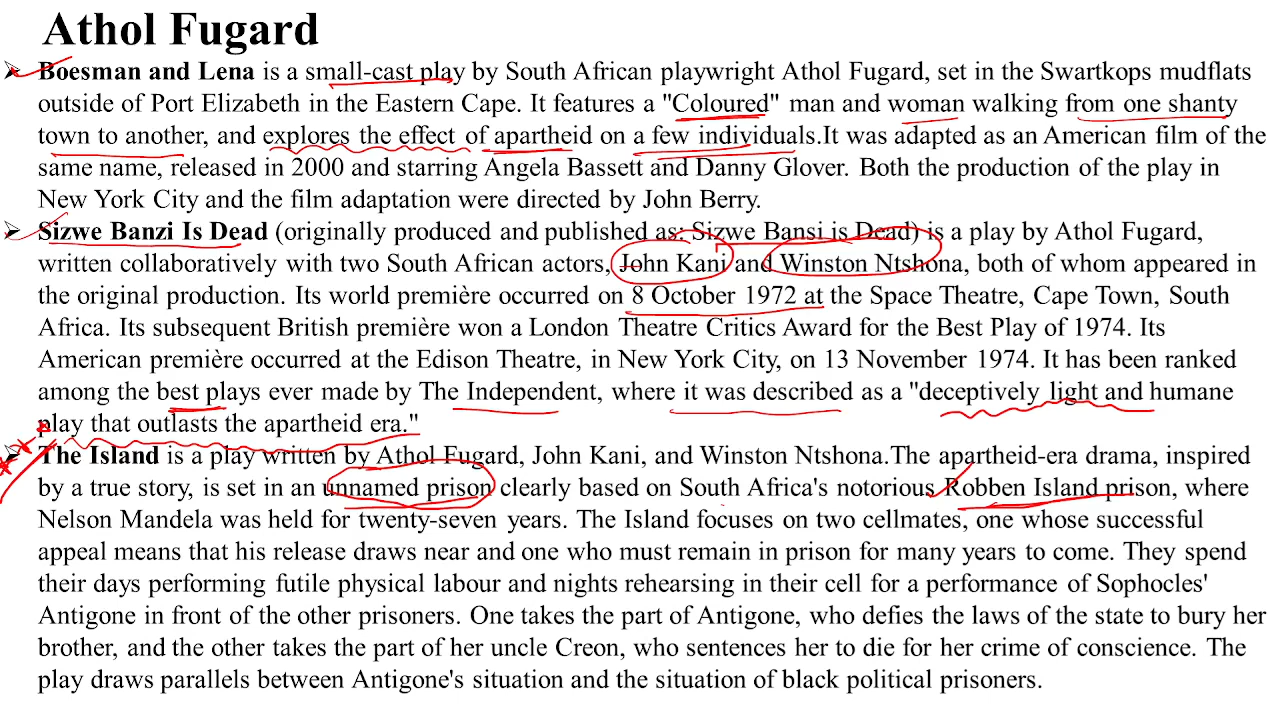 Athol Fugard
➢ Boesman and Lena is a small-cast play by South African playwright Athol Fugard, set in the Swartkops mudflats
outside of Port Elizabeth in the Eastern Cape. It features a "Coloured" man and woman walking from one shanty
town to another, and explores the effect of apartheid on a few individuals.It was adapted as an American film of the
same name, released in 2000 and starring Angela Bassett and Danny Glover. Both the production of the play in
New York City and the film adaptation were directed by John Berry.
➢ Sizwe Banzi Is Dead (originally produced and published as: Sizwe Bansi is Dead) is a play by Athol Fugard,
written collaboratively with two South African actors, John Kani and Winston Ntshona, both of whom appeared in
the original production. Its world première occurred on 8 October 1972 at the Space Theatre, Cape Town, South
Africa. Its subsequent British première won a London Theatre Critics Award for the Best Play of 1974. Its
American première occurred at the Edison Theatre, in New York City, on 13 November 1974. It has been ranked
among the best plays ever made by The Independent, where it was described as a "deceptively light and humane
play that outlasts the apartheid era."
➢ The Island is a play written by Athol Fugard, John Kani, and Winston Ntshona.The apartheid-era drama, inspired
by a true story, is set in an unnamed prison clearly based on South Africa's notorious Robben Island prison, where
Nelson Mandela was held for twenty-seven years. The Island focuses on two cellmates, one whose successful
appeal means that his release draws near and one who must remain in prison for many years to come. They spend
their days performing futile physical labour and nights rehearsing in their cell for a performance of Sophocles'
Antigone in front of the other prisoners. One takes the part of Antigone, who defies the laws of the state to bury her
brother, and the other takes the part of her uncle Creon, who sentences her to die for her crime of conscience. The
play draws parallels between Antigone's situation and the situation of black political prisoners.